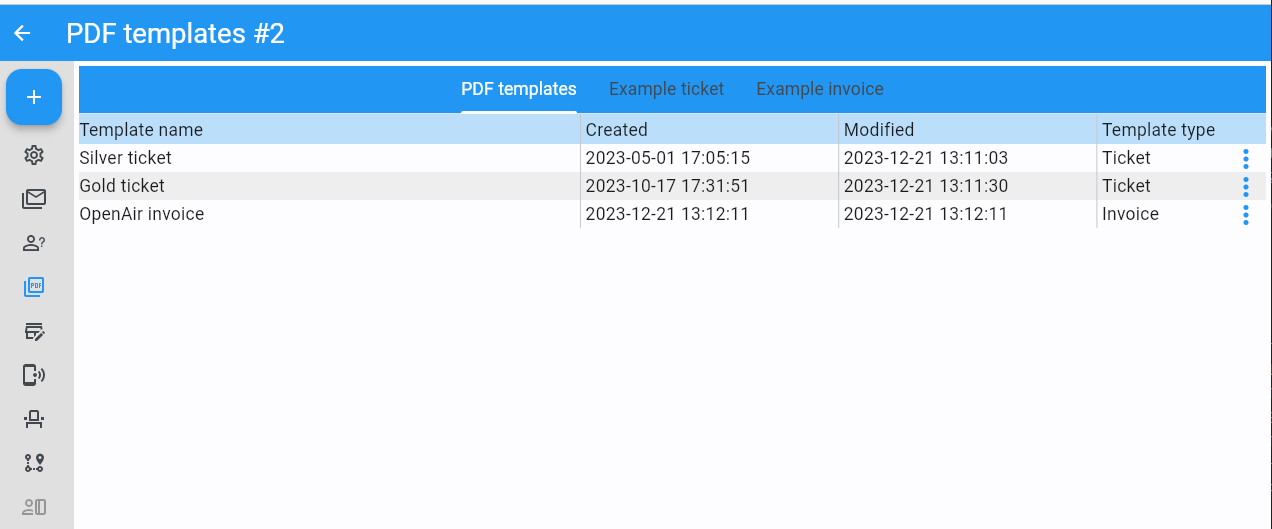 PDF templates #2
PDF templates Example ticket Example invoice
Template name Created Modified Template type
Silver ticket 2023-05-01 17:05:15 2023-12-21 13:11:03 Ticket
Gold ticket 2023-10-17 17:31:51 2023-12-21 13:11:30 Ticket
OpenAir invoice 2023-12-21 13:12:11 2023-12-21 13:12:11 Invoice
?
PDF